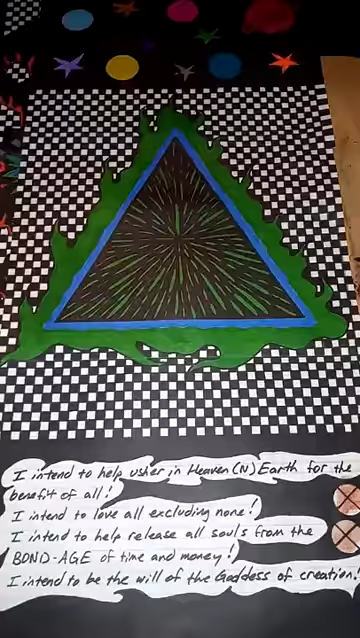 I intend to help usher in Heaven(N)Earth for the
benefit of all!
I intend to love all excluding none!
I intend to help release all souls from the
BOND-AGE of time and money!
I intend to be the will of the Goddess of creation!